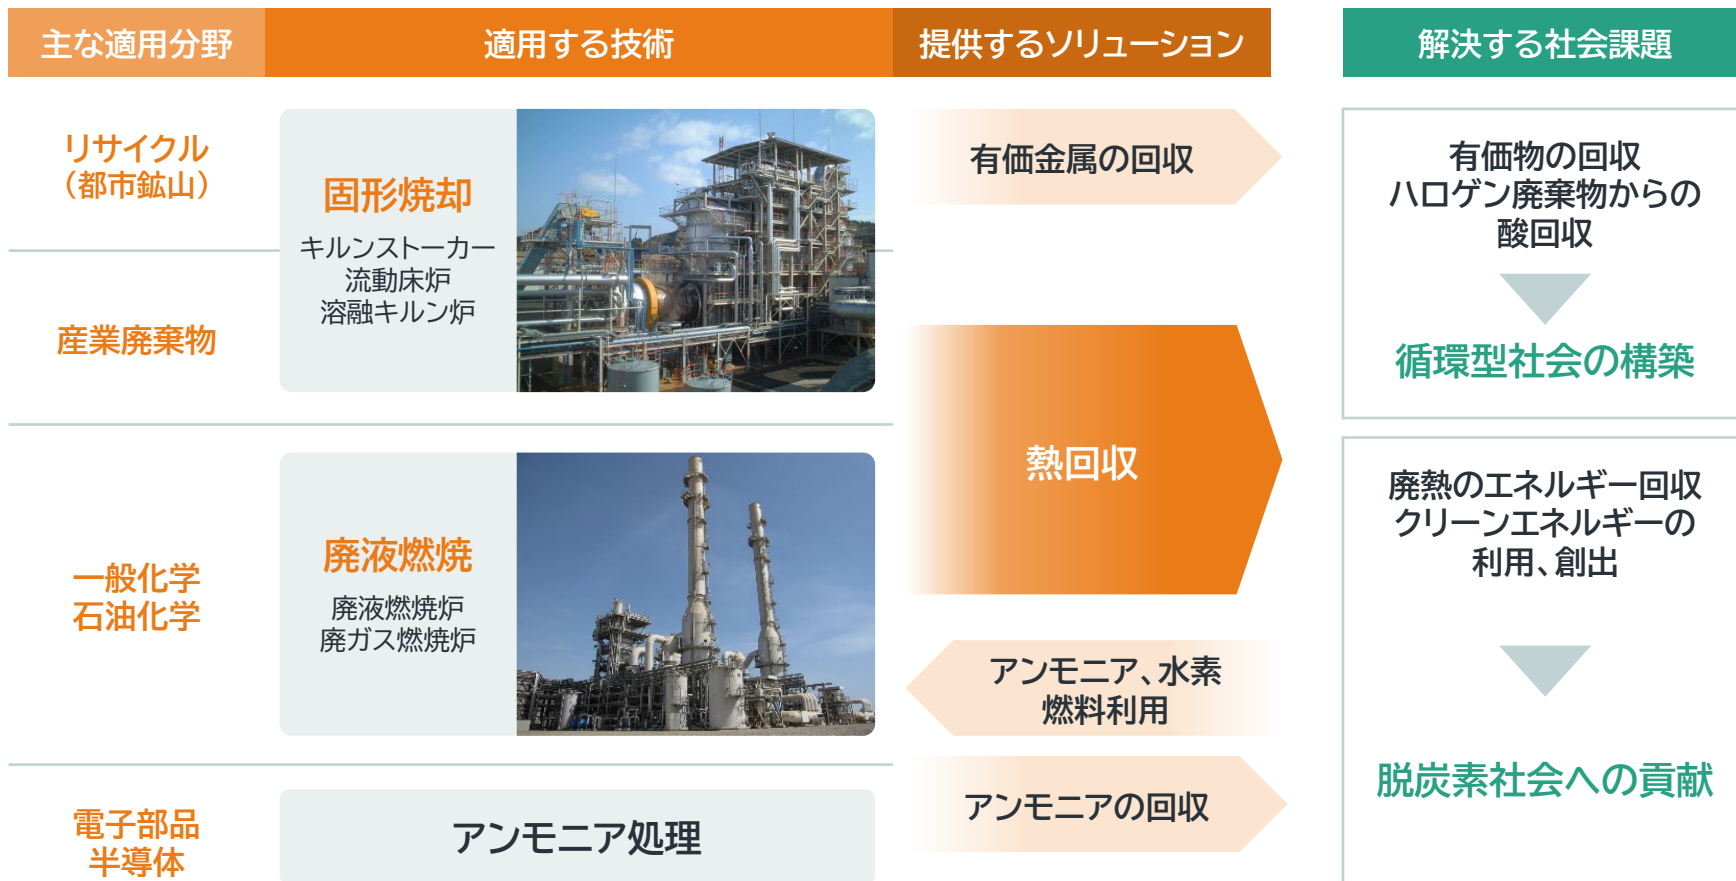 主な適用分野
適用する技術
提供するソリューション
解決する社会課題
リサイクル
（都市鉱山）
産業廃棄物
一般化学
石油化学
電子部品
半導体
固形焼却
キルンストーカー
流動床炉
溶融キルン炉
廃液燃焼
廃液燃焼炉
廃ガス燃焼炉
アンモニア処理
有価金属の回収
熱回収
アンモニア、水素
燃料利用
アンモニアの回収
有価物の回収
ハロゲン廃棄物からの
酸回収
循環型社会の構築
廃熱のエネルギー回収
クリーンエネルギーの
利用、創出
脱炭素社会への貢献